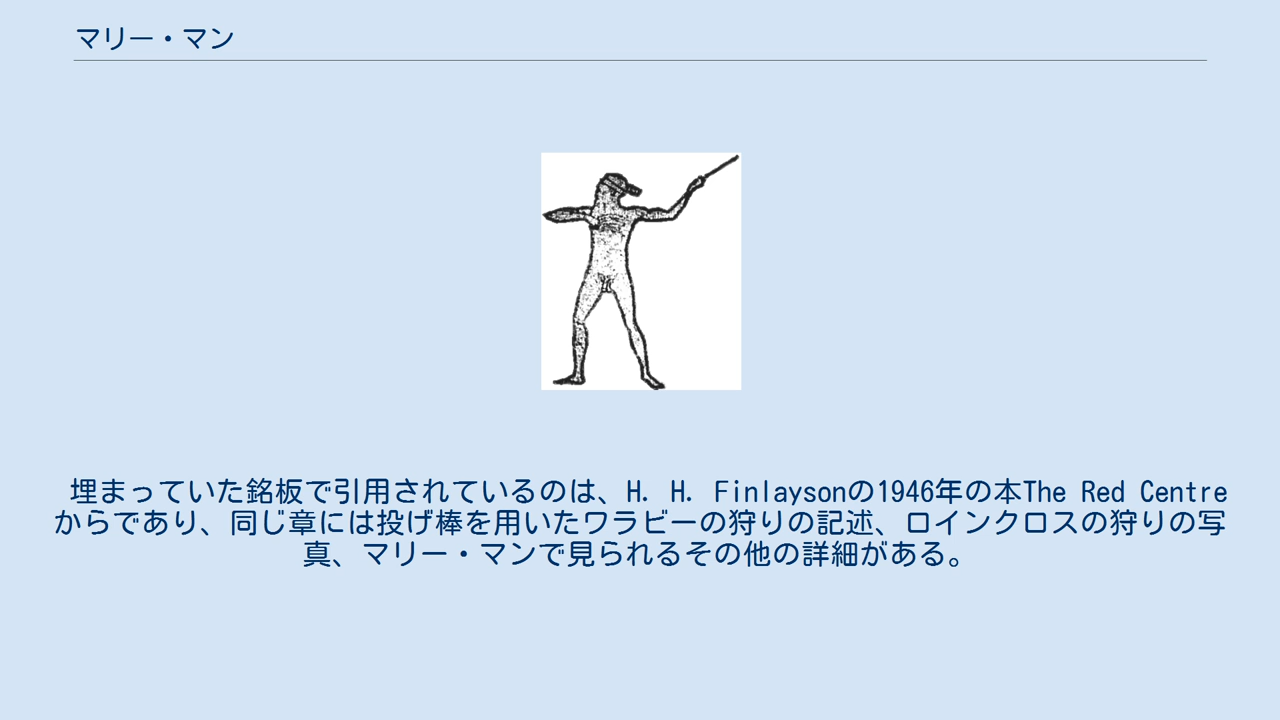 マリー・マン
埋まっていた銘板で引用されているのは、H. H. Finlaysonの1946年の本The Red Centre
からであり、同じ章には投げ棒を用いたワラビーの狩りの記述、ロインクロスの狩りの写
真、マリー・マンで見られるその他の詳細がある。